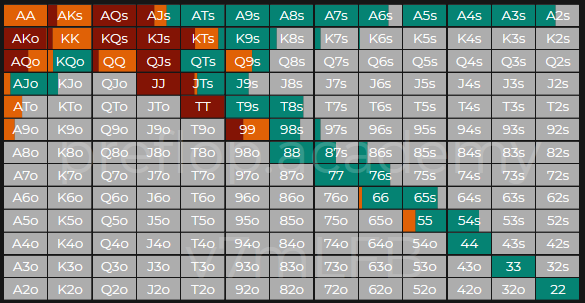 AA AKs AQs AJs ATs A9s A8s A7s A6s A5s A4s A3s A2s
AKo KK KQs KJs KTs K9s K8s K7s K6s K5s K4s K3s K2s
AQo KQo QQ QJs QTs Q9s Q8s Q7s Q6s Q5s Q4s Q3s Q2s
AJo KJo QJo JJ JTs J9s J8s J7s J6s J5s J4s J3s J2s
ATo KTo QTo JTo TT T9s T8s T7s T6s T5s T4s T3s T2s
A9o K9o Q9o J9o T9o 99 98s 97s 96s 95s 94s 93s 92s
A8o K8o Q8o J8o T8o 98o 88 87s 86s 85s 84s 83s 82s
A7o K7o Q7o J7o T7o 97o 87o 77 76s 75s 74s 73s 72s
A6o K6o Q6o J6o T6o 96o 86o 76o 66 65s 64s 63s 62s
A5o K5o Q5o J5o T5o 95o 85o 75o 65o 55 54s 53s 52s
A4o K4o Q4o J4o T4o 94o 84o 74o 64o 54o 44 43s 42s
A3o K3o Q3o J3o T3o 93o 83o 73o 63o 53o 43o 33 32s
A2o K2o Q2o J2o T2o 92o 82o 72o 62o 52o 42o 32o 22